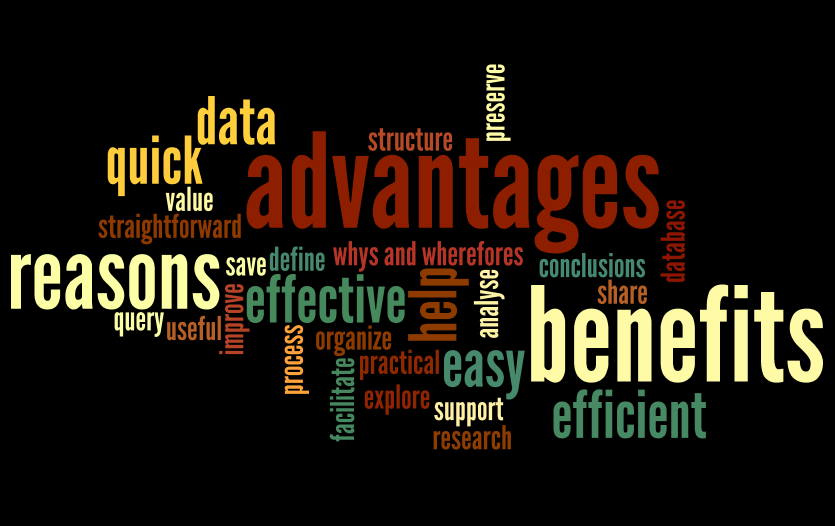 preserve
data
structure
quick
advantages
value
straightforward
database
whys and wherefores
reasons
save
define
conclusions
help
analyse
share
effective
improve
benefits
query
useful
process
organize
practical
easy
facilitate
explore
support
efficient
research